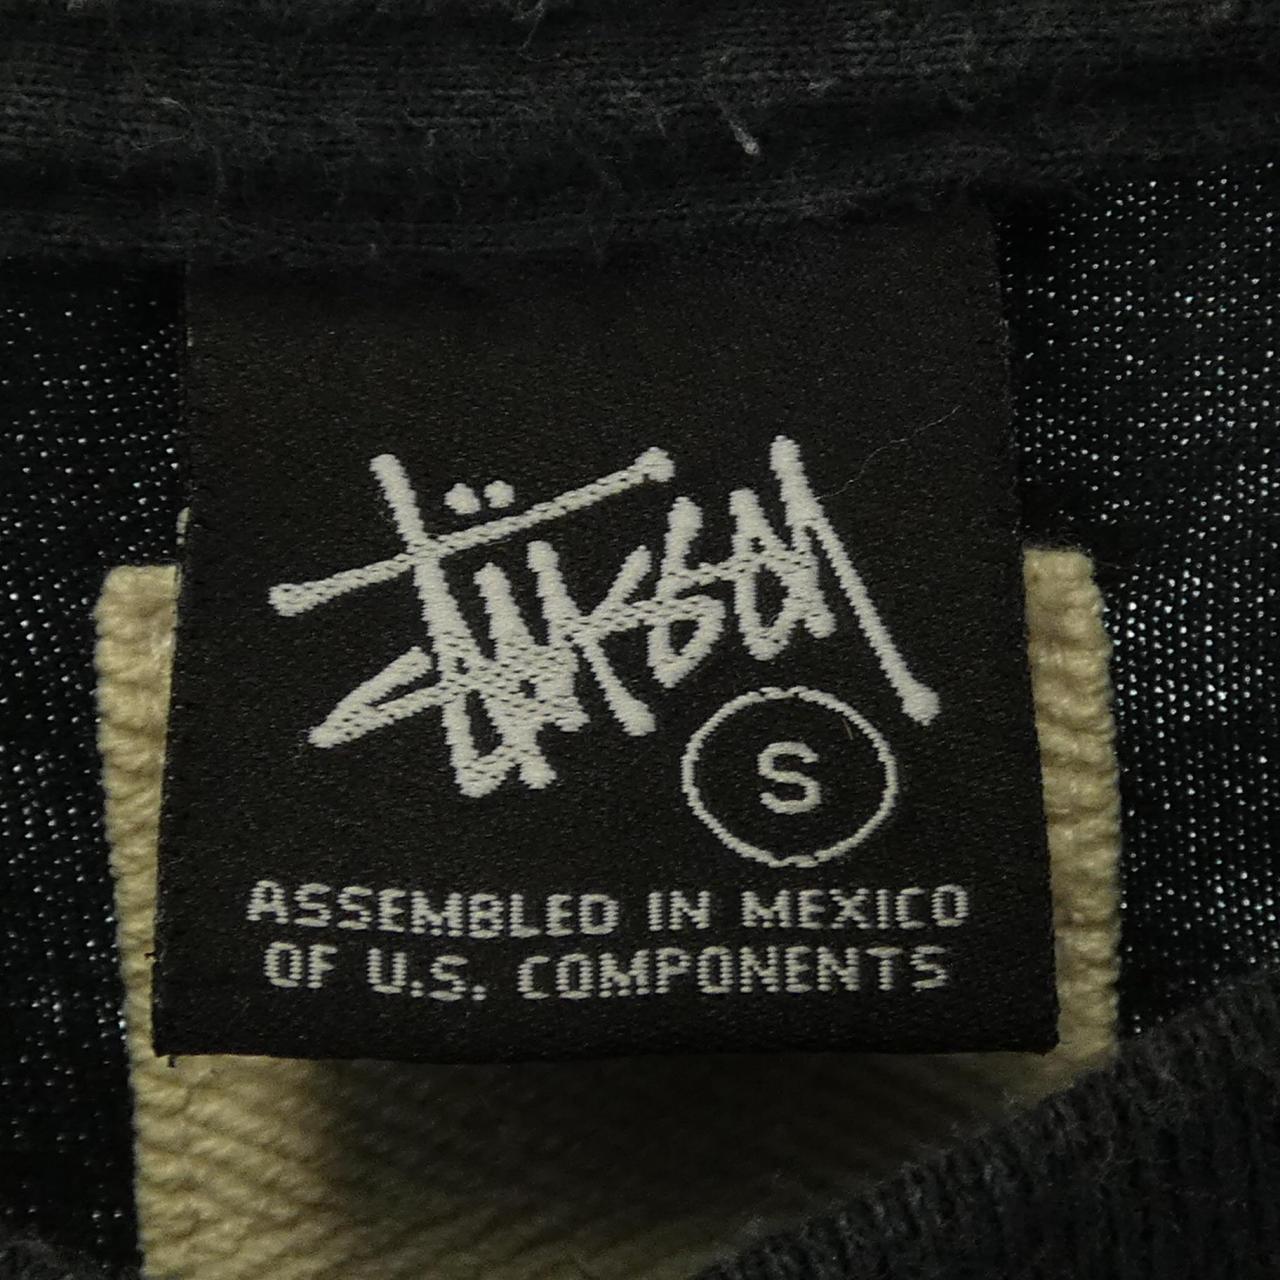 Stüssy
S
ASSEMBLED IN MEXICO
OF U.S. COMPONENTS